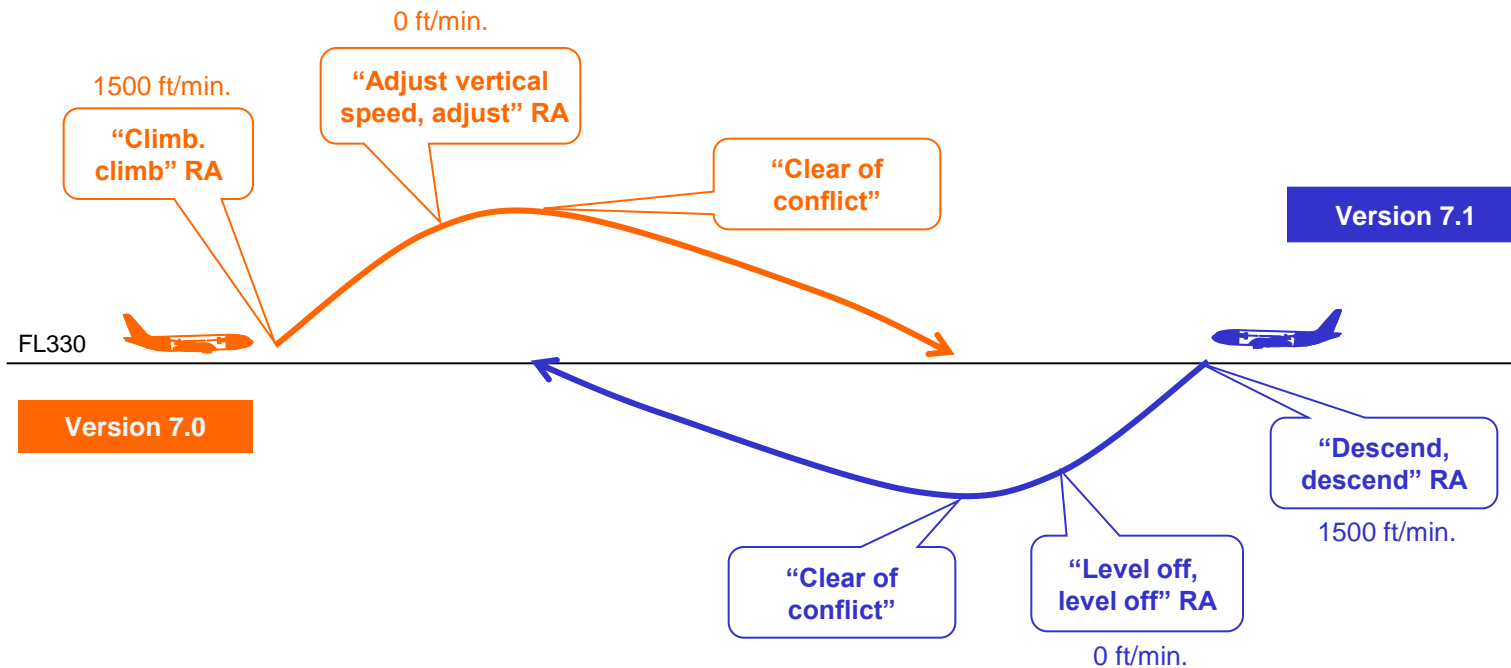 0 ft/min.
1500 ft/min.
“Adjust vertical
speed, adjust” RA
“Climb.
climb” RA
“Clear of
conflict”
Version 7.1
FL330
Version 7.0
“Descend,
descend” RA
1500 ft/min.
“Clear of
conflict”
“Level off,
level off” RA
0 ft/min.